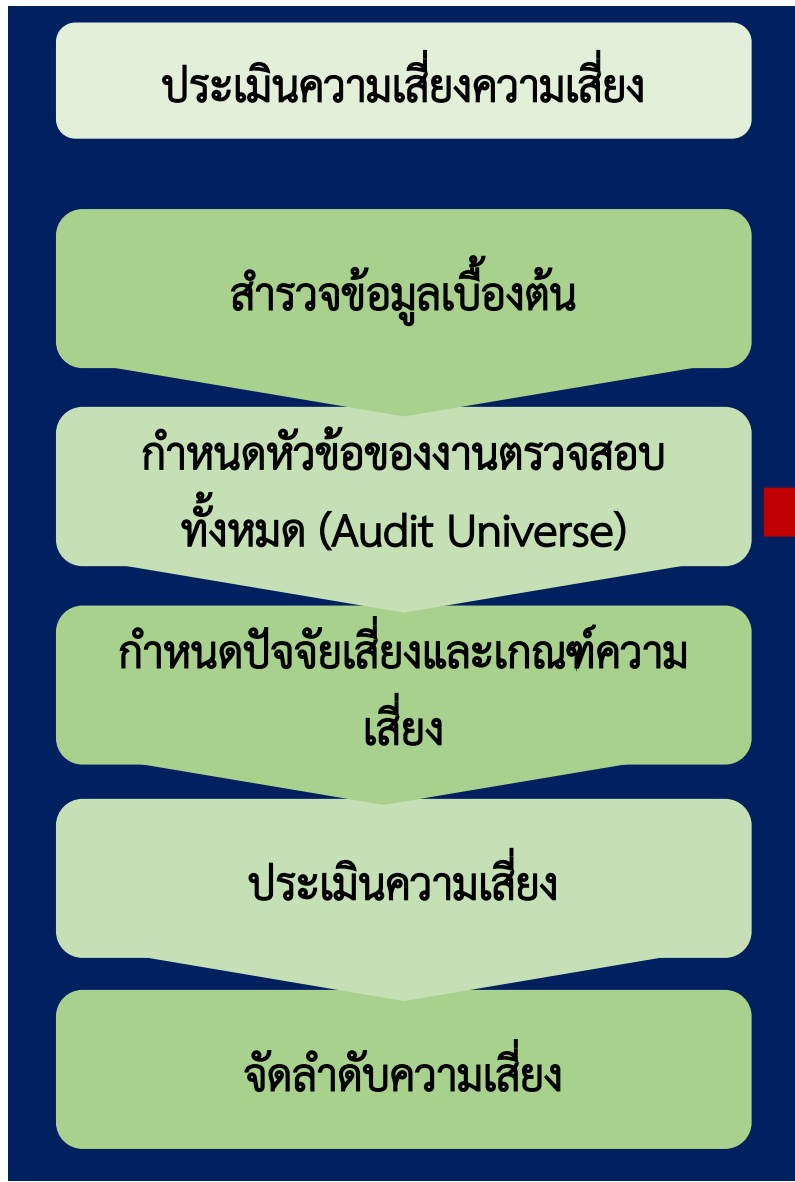 ประเมินความเสี่ยงความเสี่ยง
สำรวจข้อมูลเบื้องต้น
กำหนดหัวข้อของงานตรวจสอบ
ทั้งหมด (Audit Universe)
กำหนดปัจจัยเสี่ยงและเกณฑ์ความ
เสี่ยง
ประเมินความเสี่ยง
จัดลำดับความเสี่ยง